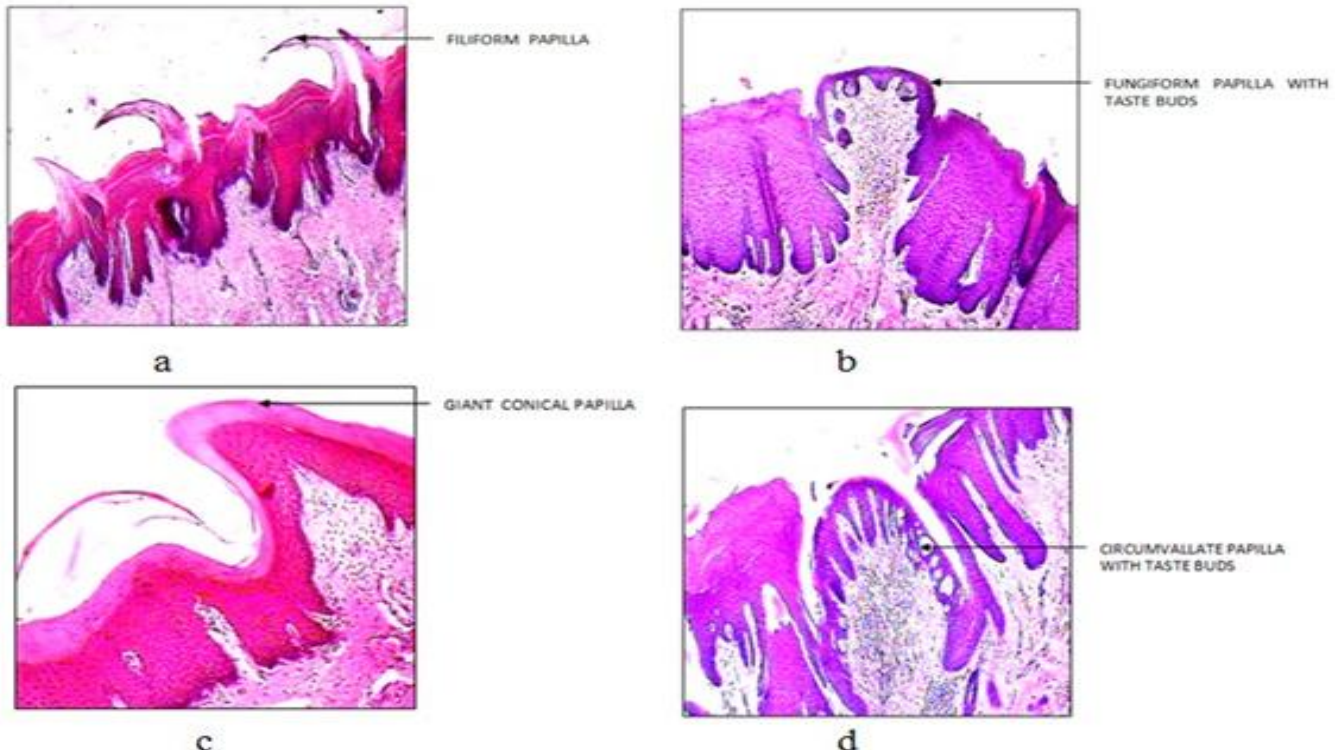 FILIFORM PAPILLA
FUNGIFORM PAPILLA WITH
TASTE BUDS
a
b
GIANT CONICAL PAPILLA
CIRCUMVALLATE PAPILLA
WITH TASTE BUDS
c
d